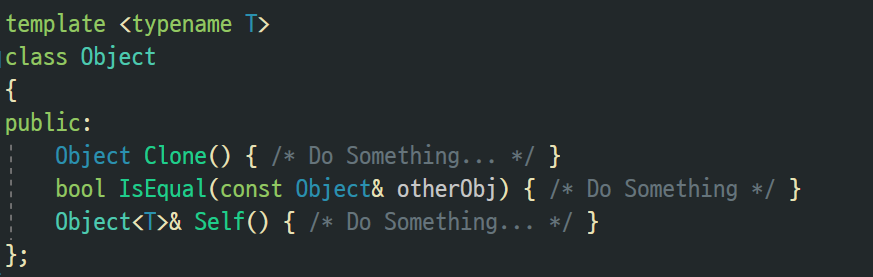 template <typename T>
class Object
{
public:
    Object Clone() { /* Do Something... */ }
    bool IsEqual(const Object& otherObj) { /* Do Something */ }
    Object<T>& Self() { /* Do Something... */ }
};